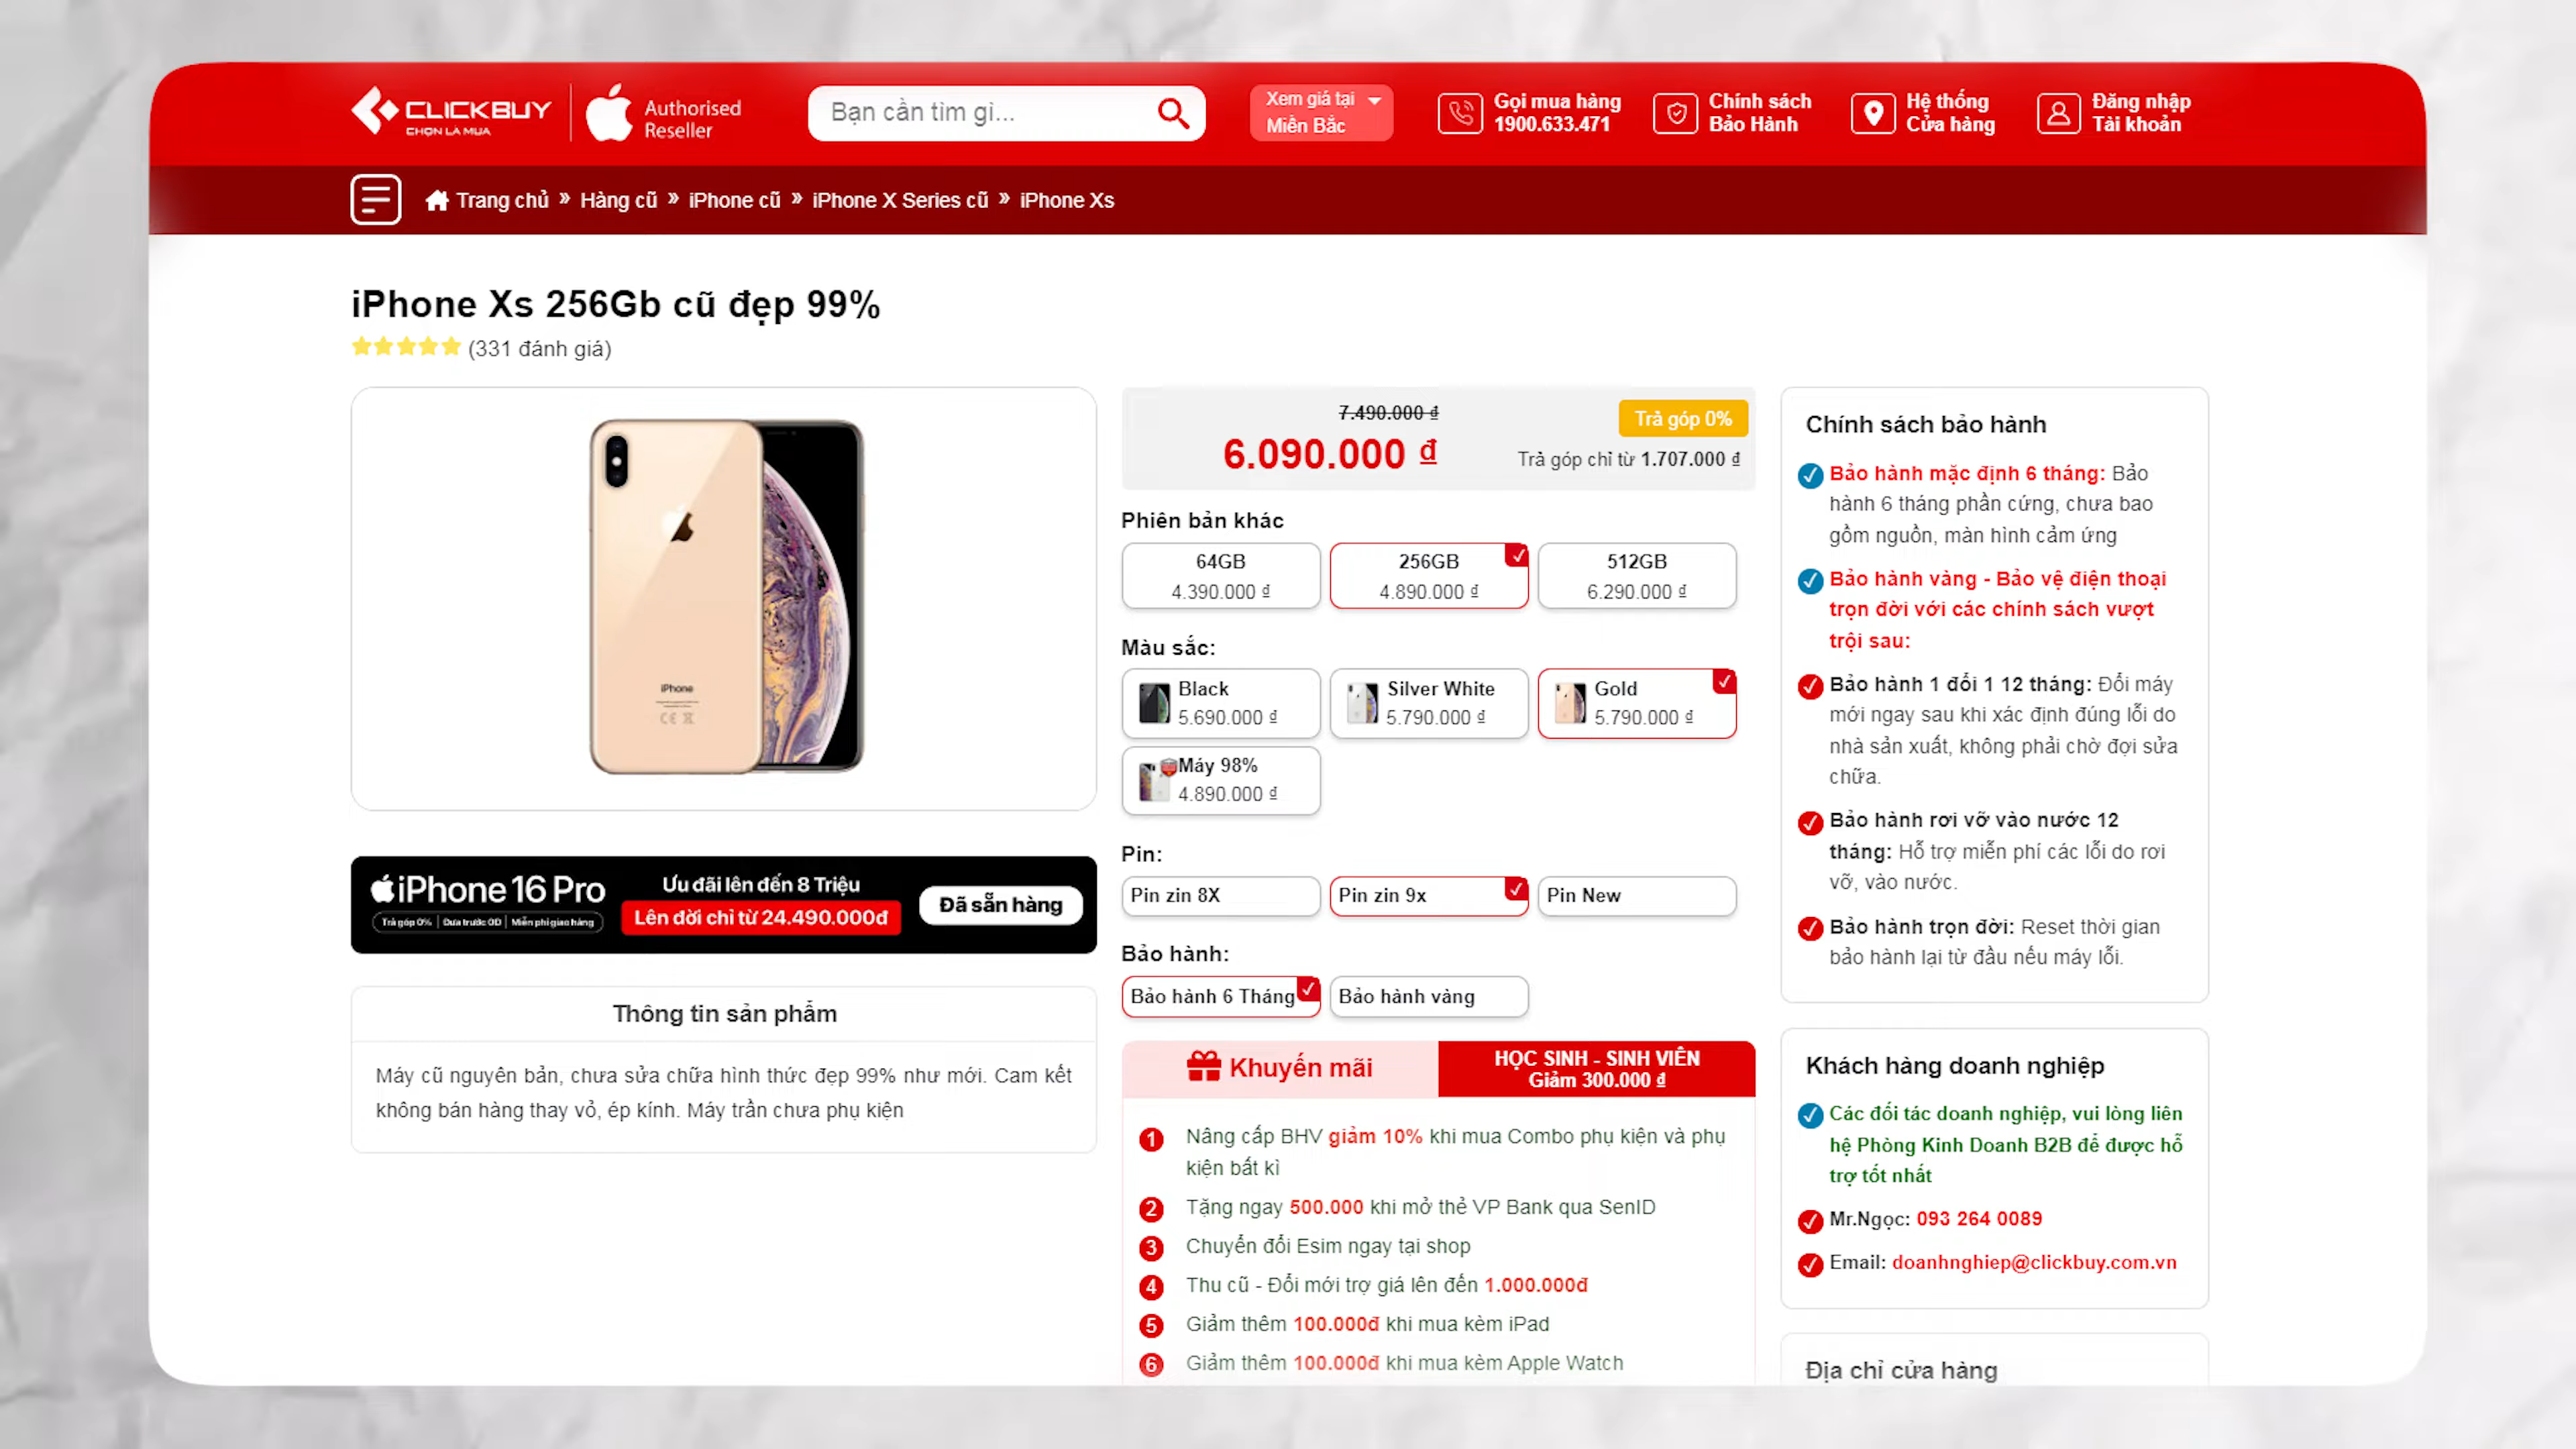 CLICKBUY
CHỌN LÀ MUA
Authorised
Reseller
Bạn cần tìm gì...
Xem giá tại
Miền Bắc
Gọi mua hàng
1900.633.471
Chính sách
Bảo Hành
Hệ thống
Cửa hàng
Đăng nhập
Tài khoản
Trang chủ » Hàng cũ » iPhone cũ » iPhone X Series cũ » iPhone Xs
iPhone Xs 256Gb cũ đẹp 99%
(331 đánh giá)
iPhone
iPhone 16 Pro
Trả góp 0% | Đưa trước 0Đ | Miễn phí giao hàng
Ưu đãi lên đến 8 Triệu
Lên đời chỉ từ 24.490.000đ
Đã sẵn hàng
Thông tin sản phẩm
Máy cũ nguyên bản, chưa sửa chữa hình thức đẹp 99% như mới. Cam kết
không bán hàng thay vỏ, ép kính. Máy trần chưa phụ kiện
7.490.000 ₫
6.090.000 ₫
Trả góp 0%
Trả góp chỉ từ 1.707.000 ₫
Phiên bản khác
64GB
4.390.000 ₫
256GB
4.890.000 ₫
512GB
6.290.000 ₫
Màu sắc:
Black
5.690.000 ₫
Silver White
5.790.000 ₫
Gold
5.790.000 ₫
Máy 98%
4.890.000 ₫
Pin:
Pin zin 8X
Pin zin 9x
Pin New
Bảo hành:
Bảo hành 6 Tháng
Bảo hành vàng
Khuyến mãi
HỌC SINH - SINH VIÊN
Giảm 300.000 ₫
1 Nâng cấp BHV giảm 10% khi mua Combo phụ kiện và phụ
kiện bất kì
2 Tặng ngay 500.000 khi mở thẻ VP Bank qua SenID
3 Chuyển đổi Esim ngay tại shop
4 Thu cũ - Đổi mới trợ giá lên đến 1.000.000đ
5 Giảm thêm 100.000đ khi mua kèm iPad
6 Giảm thêm 100.000đ khi mua kèm Apple Watch
Chính sách bảo hành
Bảo hành mặc định 6 tháng: Bảo
hành 6 tháng phần cứng, chưa bao
gồm nguồn, màn hình cảm ứng
Bảo hành vàng - Bảo vệ điện thoại
trọn đời với các chính sách vượt
trội sau:
Bảo hành 1 đổi 1 12 tháng: Đổi máy
mới ngay sau khi xác định đúng lỗi do
nhà sản xuất, không phải chờ đợi sửa
chữa.
Bảo hành rơi vỡ vào nước 12
tháng: Hỗ trợ miễn phí các lỗi do rơi
vỡ, vào nước.
Bảo hành trọn đời: Reset thời gian
bảo hành lại từ đầu nếu máy lỗi.
Khách hàng doanh nghiệp
Các đối tác doanh nghiệp, vui lòng liên
hệ Phòng Kinh Doanh B2B để được hỗ
trợ tốt nhất
Mr.Ngọc: 093 264 0089
Email: doanhnghiep@clickbuy.com.vn
Địa chỉ cửa hàng